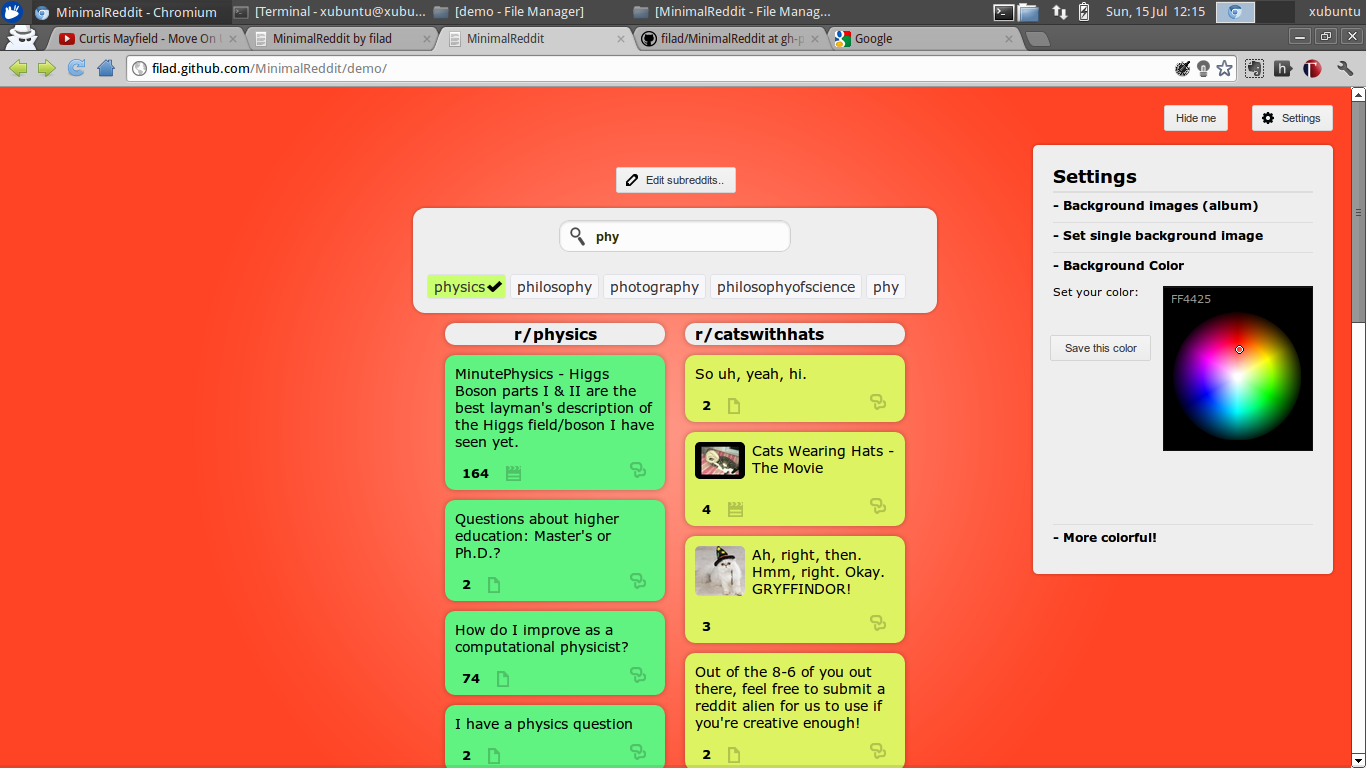 MinimalReddit - Chromium
[Terminal - xubuntu@xubu...
[demo - File Manager]
[MinimalReddit - File Manag...
Sun, 15 Jul 12:15
xubuntu
Curtis Mayfield - Move On
MinimalReddit by filad
MinimalReddit
filad/MinimalReddit at gh-p
Google
filad.github.com/MinimalReddit/demo/
Hide me
Settings
Edit subreddits..
phy
physics
philosophy
photography
philosophyofscience
phy
r/physics
MinutePhysics - Higgs
Boson parts I & II are the
best layman's description of
the Higgs field/boson I have
seen yet.
164
Questions about higher
education: Master's or
Ph.D.?
2
How do I improve as a
computational physicist?
74
I have a physics question
2
r/catswithhats
So uh, yeah, hi.
2
Cats Wearing Hats -
The Movie
4
Ah, right, then.
Hmm, right. Okay.
GRYFFINDOR!
3
Out of the 8-6 of you out
there, feel free to submit a
reddit alien for us to use if
you're creative enough!
2
Settings
- Background images (album)
- Set single background image
- Background Color
Set your color:
FF4425
Save this color
- More colorful!